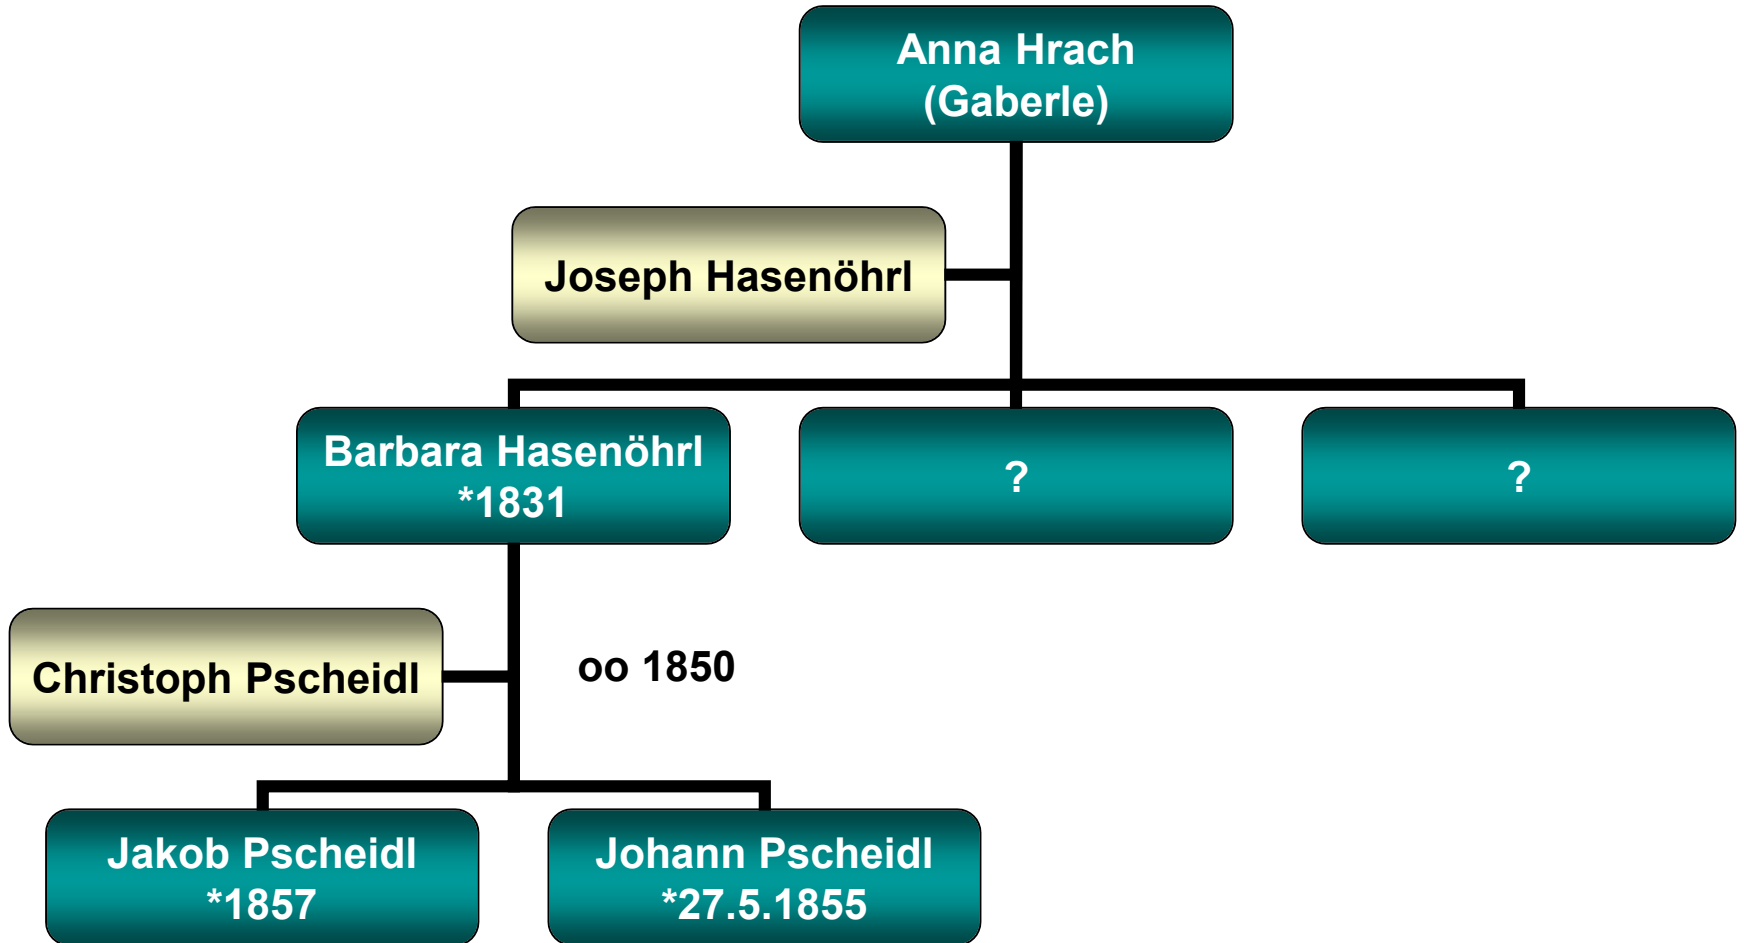 Anna Hrach
(Gaberle)
Joseph Hasenöhrl
Barbara Hasenöhrl
*1831
?
?
Christoph Pscheidl
oo 1850
Jakob Pscheidl
*1857
Johann Pscheidl
*27.5.1855